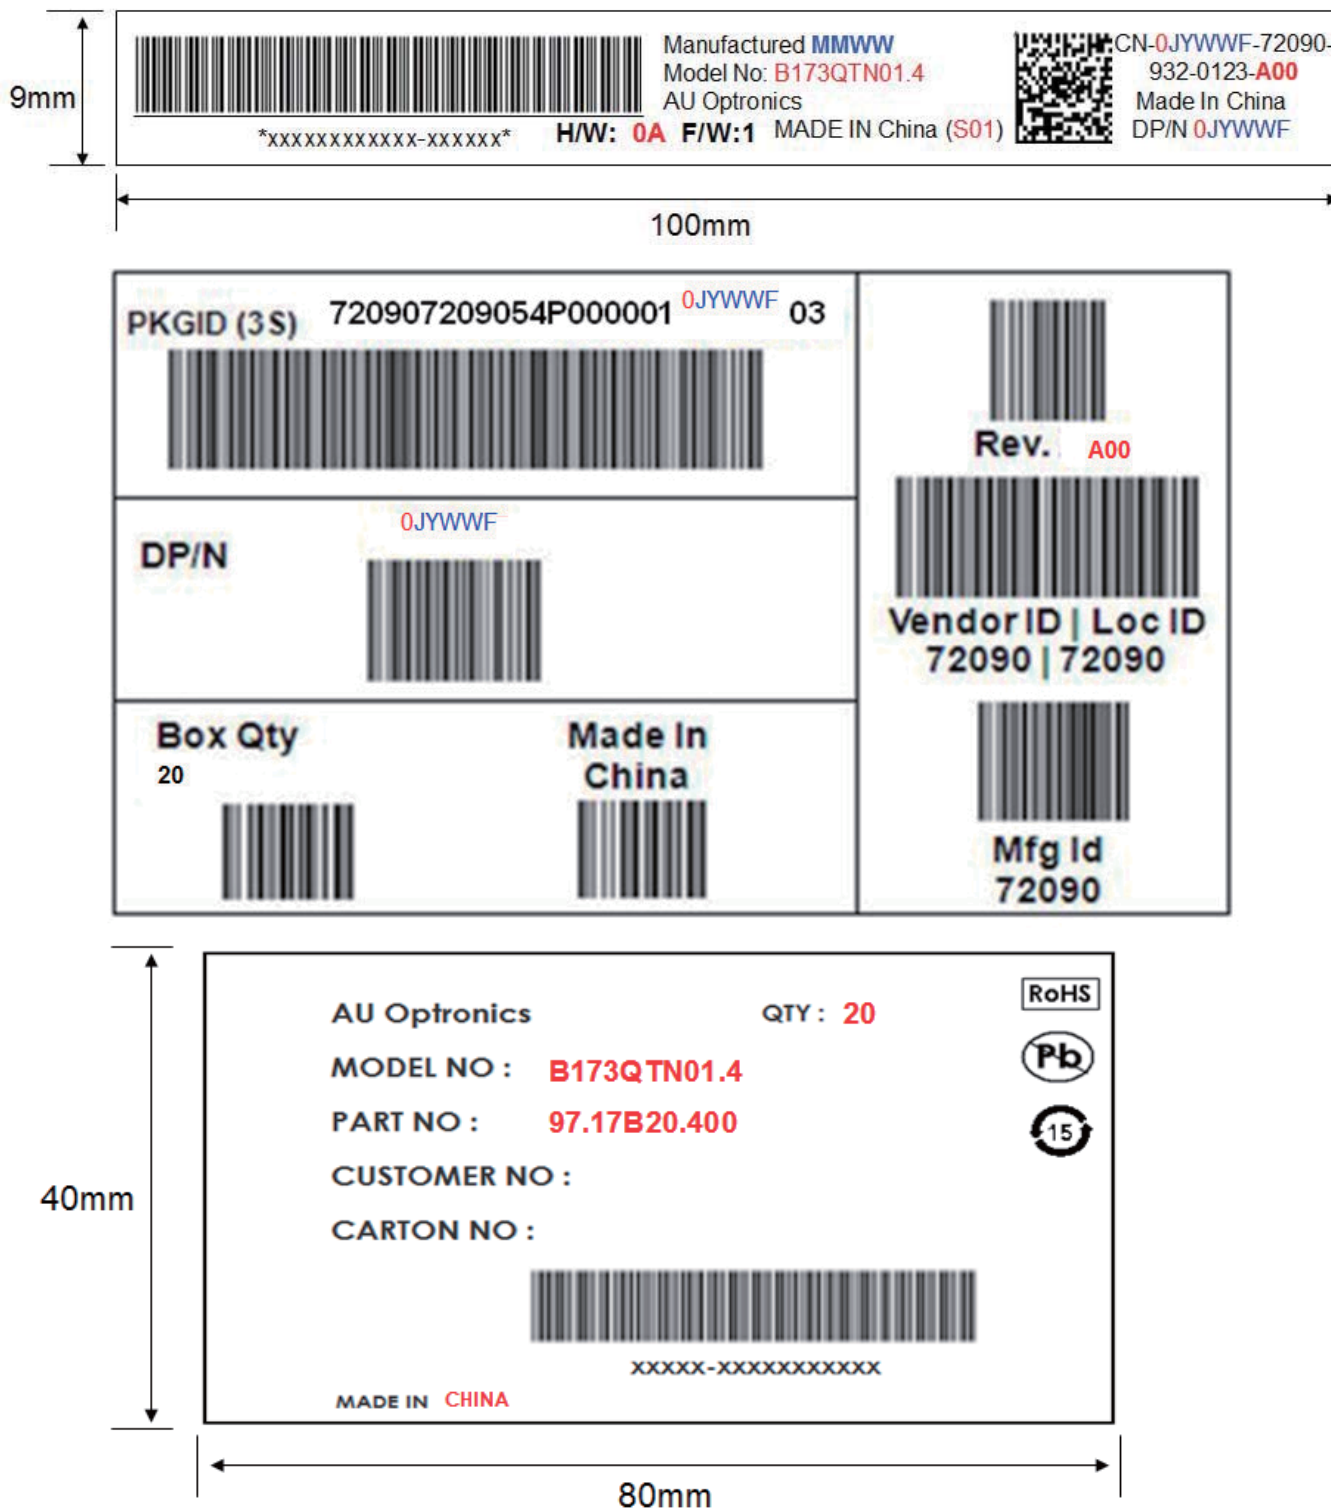 9mm
*xxxxxxxxxxxx-xxxxxx*
Manufactured MMWW
Model No: B173QTN01.4
AU Optronics
H/W: 0A F/W:1 MADE IN China (S01)
CN-0JYWWF-72090-
932-0123-A00
Made In China
DP/N 0JYWWF
100mm
PKGID (3S) 720907209054P000001 0JYWWF 03
DP/N
0JYWWF
Box Qty
20
Made In
China
Rev. A00
Vendor ID | Loc ID
72090 | 72090
Mfg Id
72090
40mm
AU Optronics QTY : 20
MODEL NO : B173QTN01.4
PART NO : 97.17B20.400
CUSTOMER NO :
CARTON NO :
xxxxx-xxxxxxxxxxx
MADE IN CHINA
RoHS
Pb
15
80mm